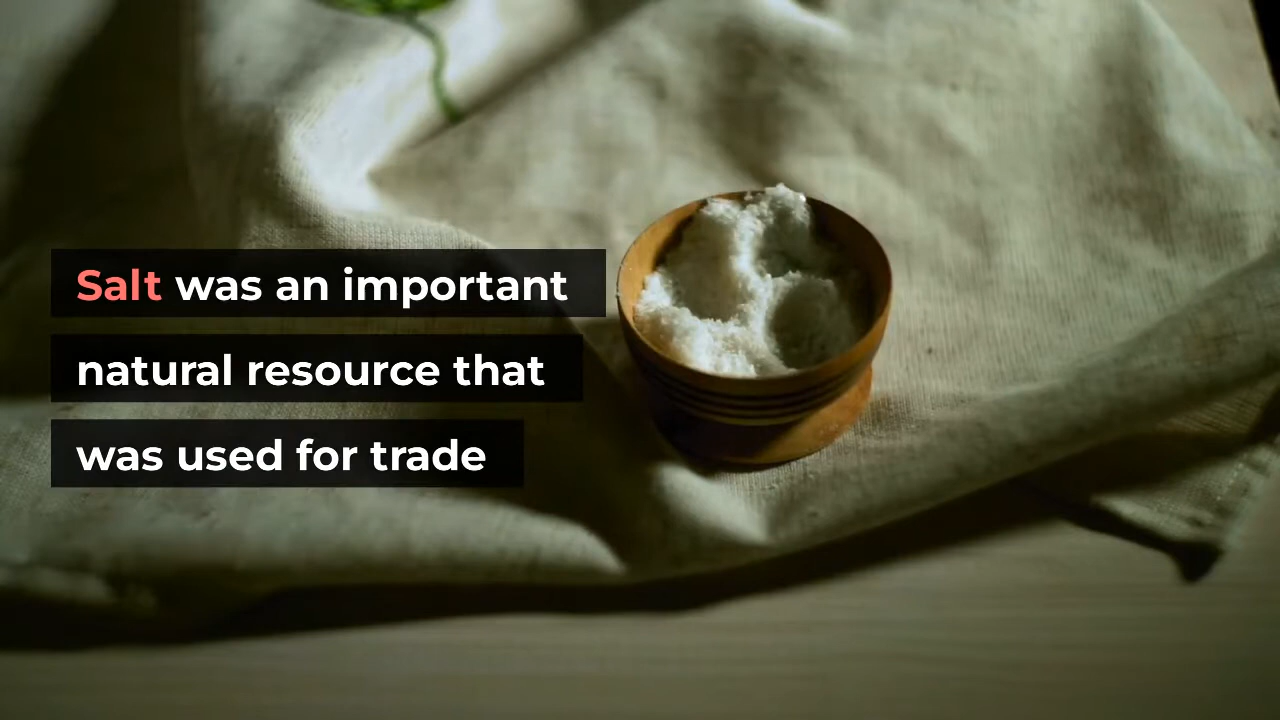 Salt was an important
natural resource that
was used for trade